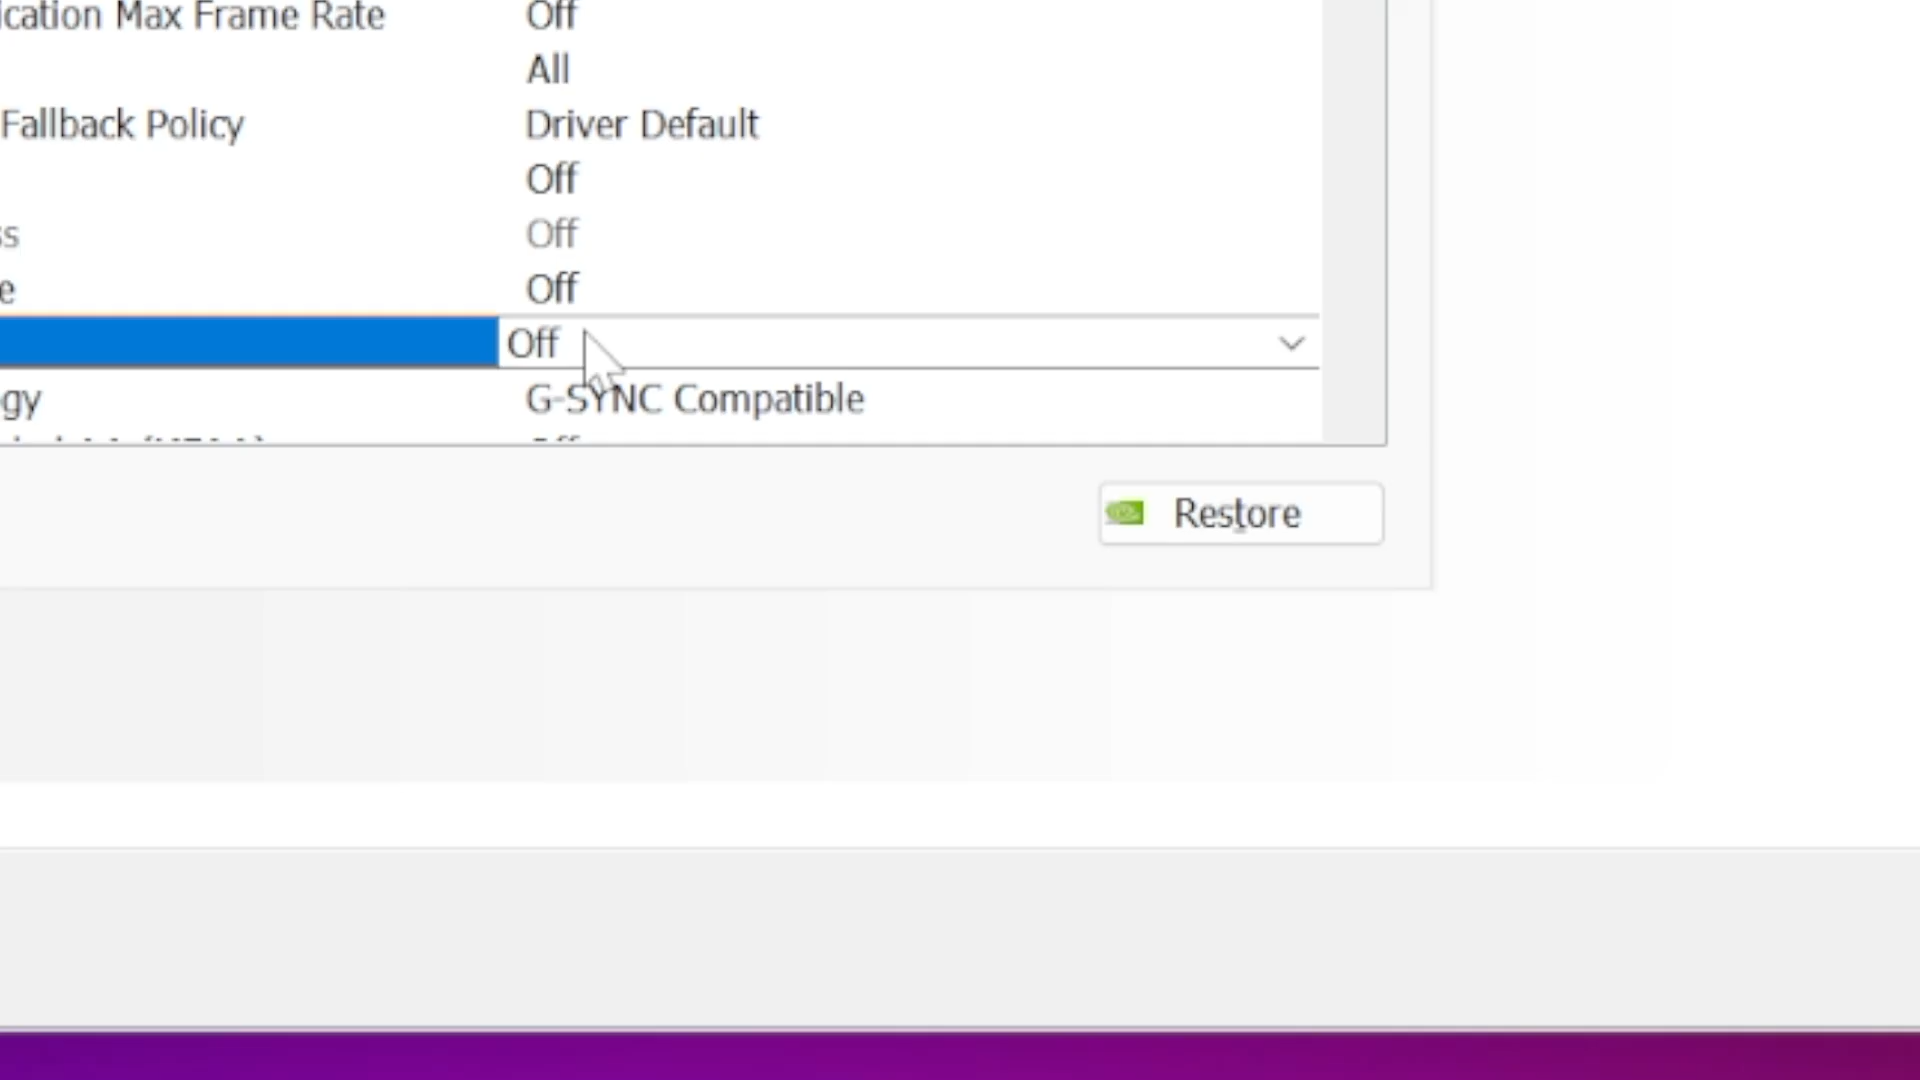 ication Max Frame Rate Off
All
Fallback Policy Driver Default
Off
ss Off
e Off
Off
gy G-SYNC Compatible
Restore